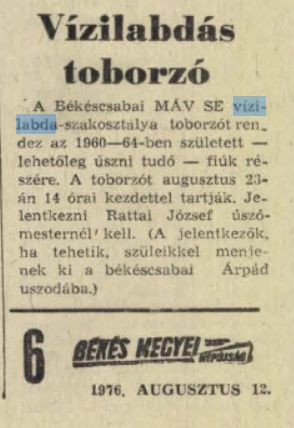 Vízilabdás
toborzó
A Békéscsabai MÁV SE vízi-
labda-szakosztálya toborzót ren-
dez az 1960—64-ben született —
lehetőleg úszni tudó — fiúk ré-
szére. A toborzót augusztus 23-
án 14 órai kezdettel tartják. Je-
lentkezni Rattai József úszó-
mesternél kell. (A jelentkezők,
ha tehetik, szüleikkel menje-
nek ki a békéscsabai Árpád
uszodába.)
6 BÉKÉS MEGYEI NÉPÚJSÁG
1976. AUGUSZTUS 12.